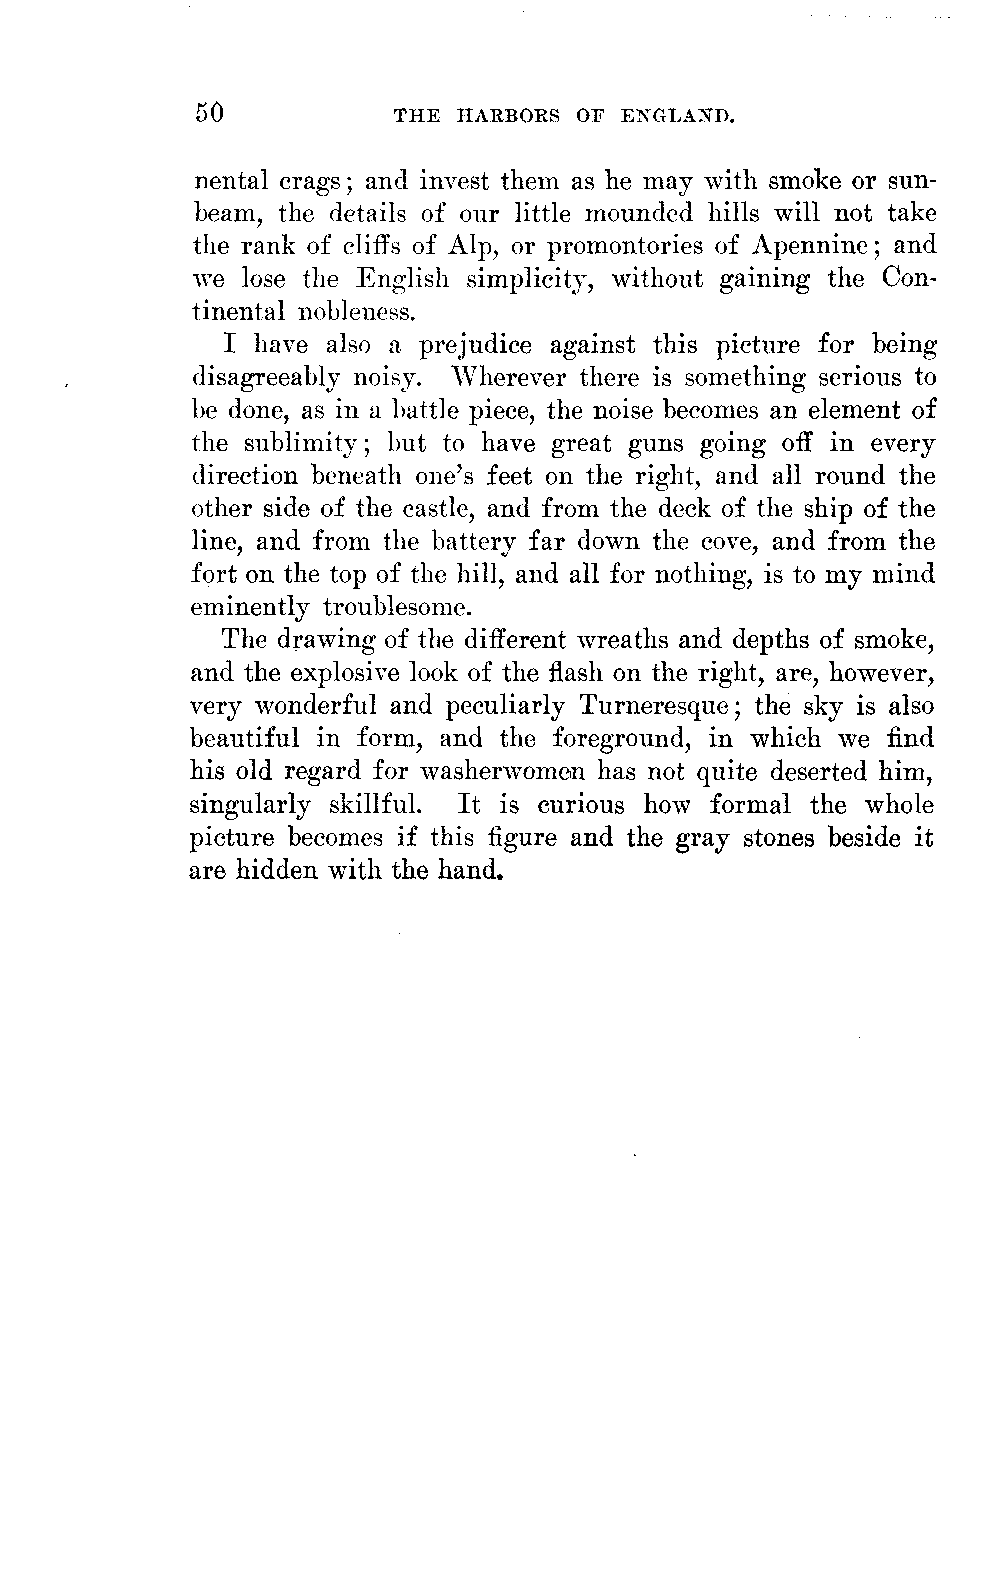 50 THE HARBORS OF ENGLAND.
nental crags; and invest them as he may with smoke or sun-
beam, the details of our little mounded hills will not take
the rank of cliffs of Alp, or promontories of Apennine; and
we lose the English simplicity, without gaining the Con-
tinental nobleness.
I have also a prejudice against this picture for being
disagreeably noisy. Wherever there is something serious to
be done, as in a battle piece, the noise becomes an element of
the sublimity; but to have great guns going off in every
direction beneath one's feet on the right, and all round the
other side of the castle, and from the deck of the ship of the
line, and from the battery far down the cove, and from the
fort on the top of the hill, and all for nothing, is to my mind
eminently troublesome.
The drawing of the different wreaths and depths of smoke,
and the explosive look of the flash on the right, are, however,
very wonderful and peculiarly Turneresque; the sky is also
beautiful in form, and the foreground, in which we find
his old regard for washerwomen has not quite deserted him,
singularly skillful. It is curious how formal the whole
picture becomes if this figure and the gray stones beside it
are hidden with the hand.